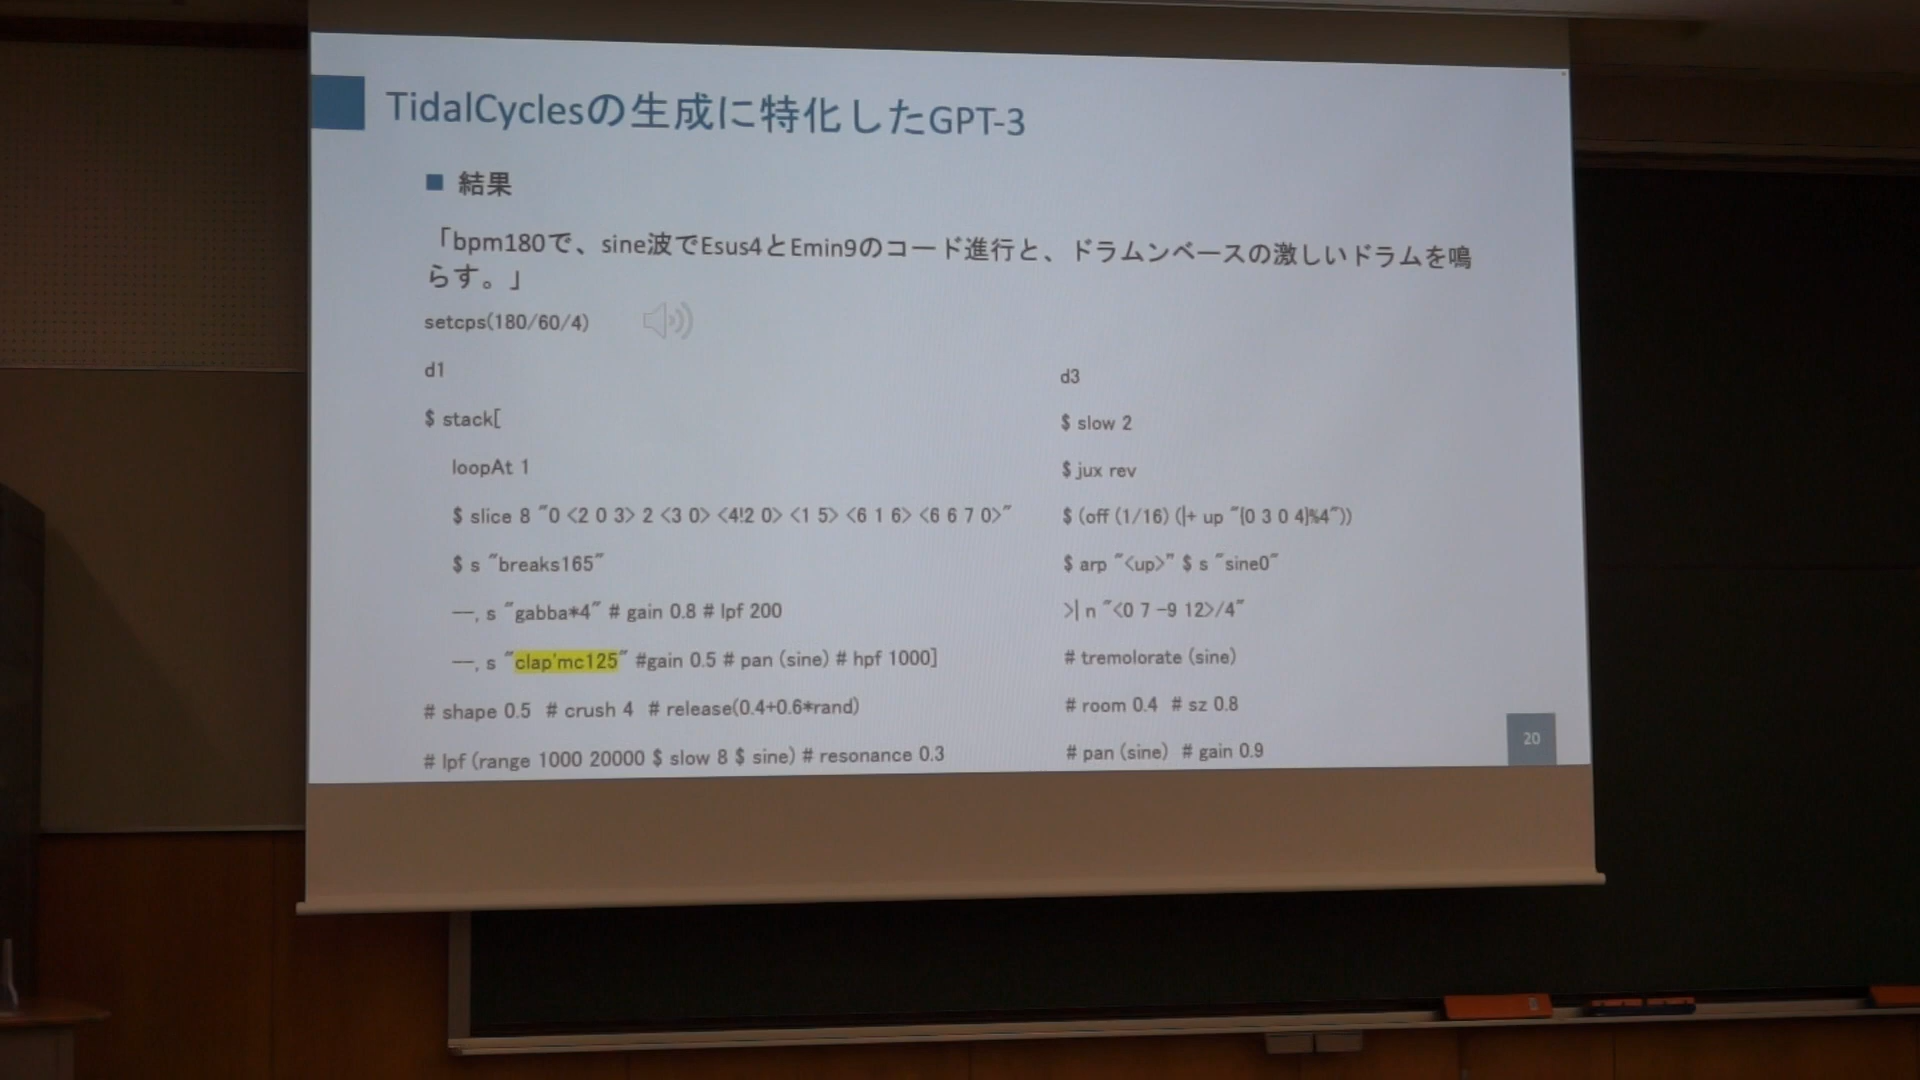 TidalCyclesの生成に特化したGPT-3
結果
「bpm180で、sine波でEsus4とEmin9のコード進行と、ドラムンベースの激しいドラムを鳴
らす。」
setcps(180/60/4)
d1
$ stack[
loopAt 1
$ slice 8 "0 <2 0 3> 2 <3 0> <4!2 0> <1 5> <6 1 6> <6 6 7 0>"
$ s "breaks165"
—, s "gabba*4" # gain 0.8 # lpf 200
—, s "clap'mc125" #gain 0.5 # pan (sine) # hpf 1000]
# shape 0.5 # crush 4 # release(0.4+0.6*rand)
# lpf (range 1000 20000 $ slow 8 $ sine) # resonance 0.3
d3
$ slow 2
$ jux rev
$ (off (1/16) (|+ up "{0 3 0 4}%4"))
$ arp "<up>" $ s "sine0"
>| n "<0 7 -9 12>/4"
# tremolorate (sine)
# room 0.4 # sz 0.8
# pan (sine) # gain 0.9
20